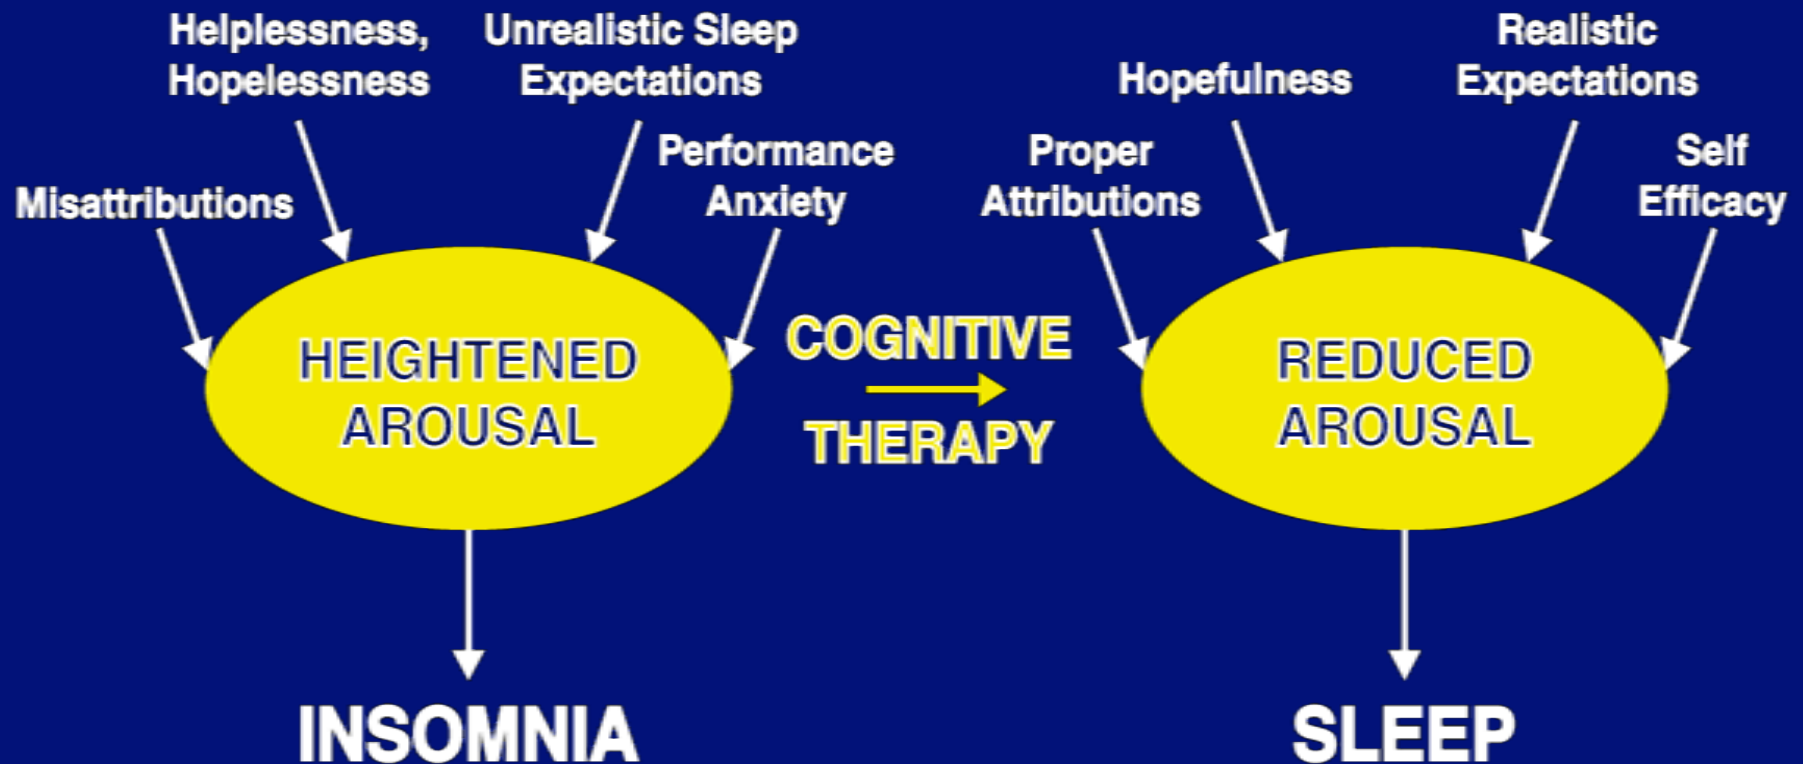 Helplessness,
Hopelessness
Unrealistic Sleep
Expectations
Misattributions
Performance
Anxiety
HEIGHTENED
AROUSAL
INSOMNIA
COGNITIVE
THERAPY
Hopefulness
Realistic
Expectations
Proper
Attributions
Self
Efficacy
REDUCED
AROUSAL
SLEEP